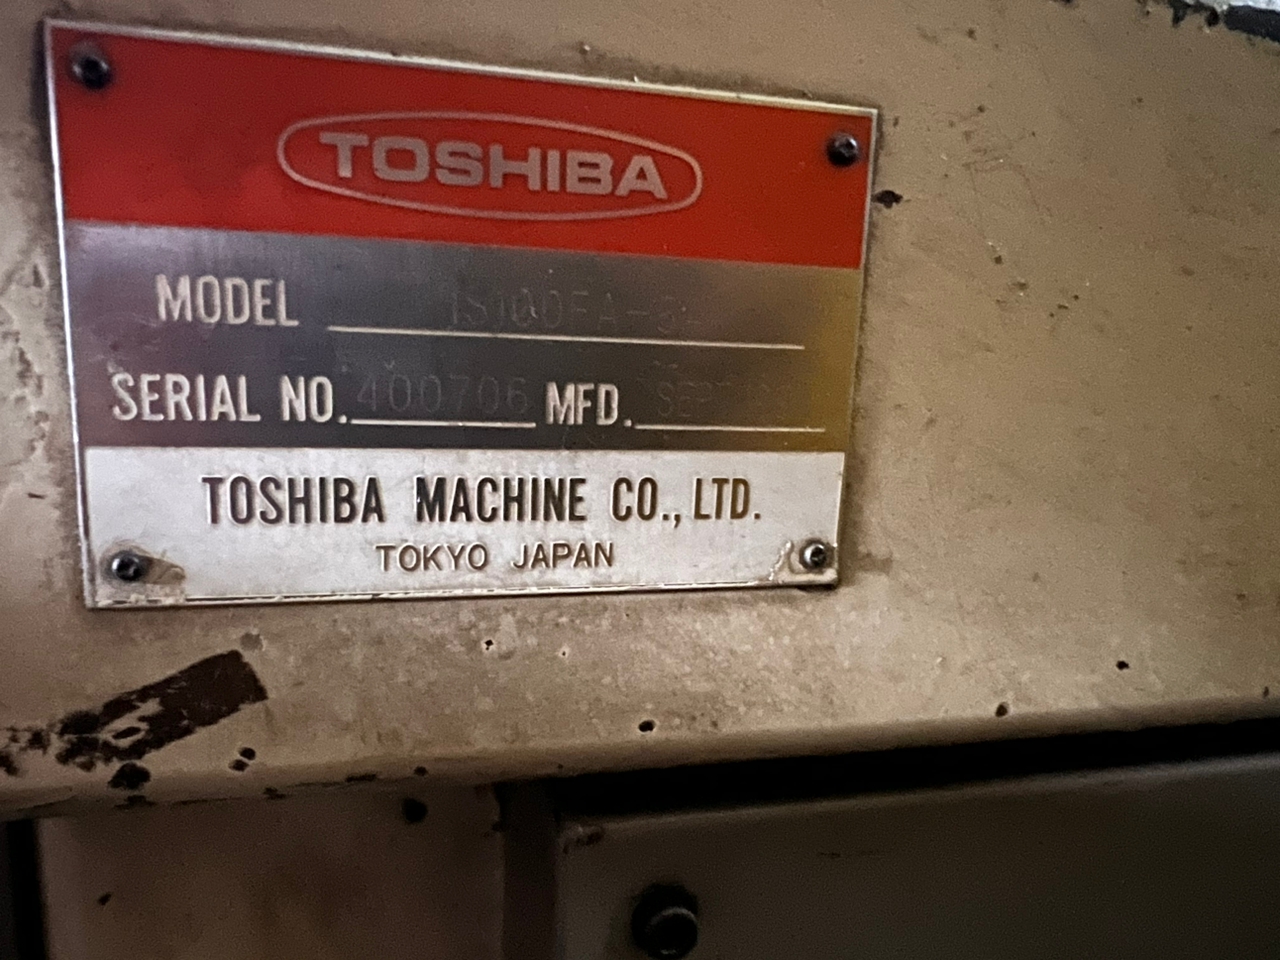 TOSHIBA
MODEL
SERIAL NO. 400706 MFD.
TOSHIBA MACHINE CO., LTD.
TOKYO JAPAN